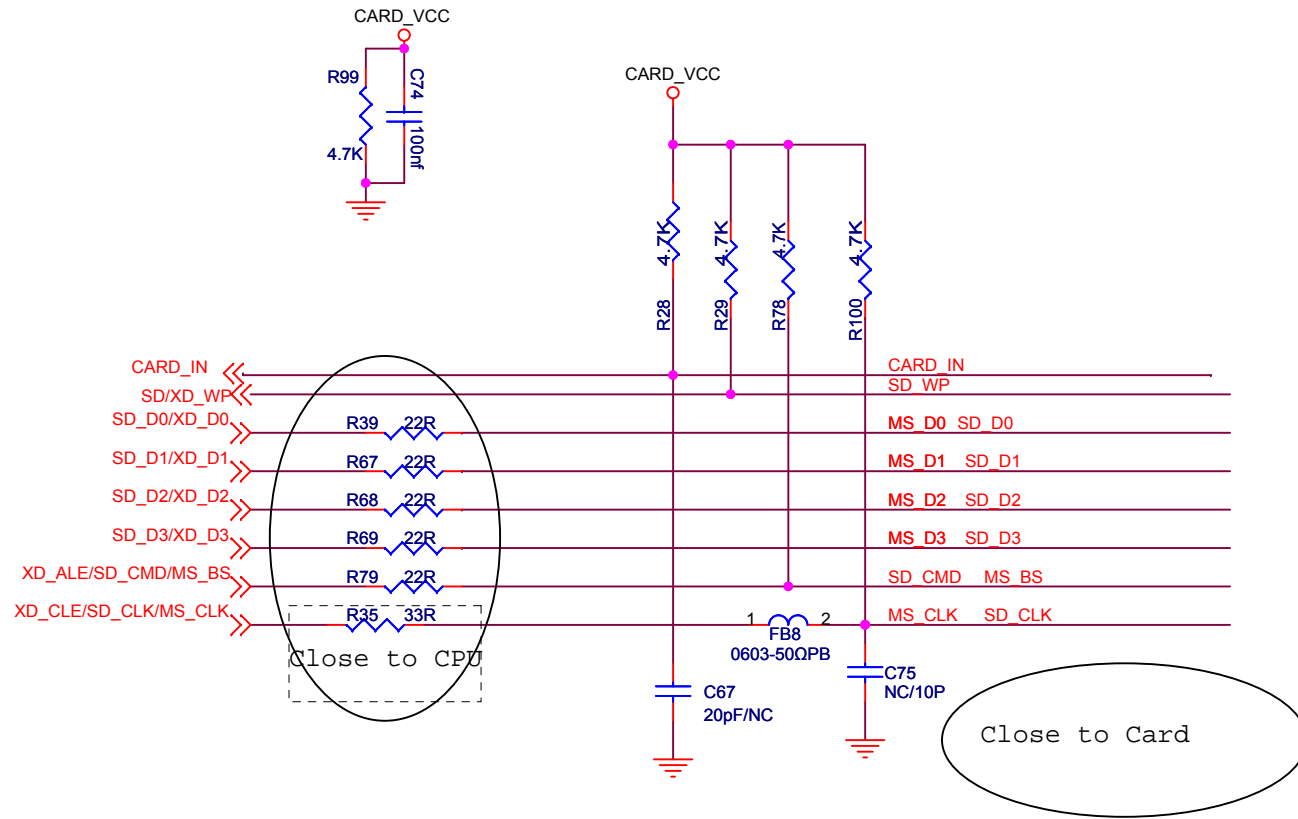 CARD_VCC
R99
C74
100nf
4.7K
CARD_VCC
4.7K
4.7K
4.7K
4.7K
R28
R29
R78
R100
CARD_IN
CARD_IN
SD/XD_WP
SD_WP
SD_D0/XD_D0
R39
22R
MS_D0
SD_D0
SD_D1/XD_D1
R67
22R
MS_D1
SD_D1
SD_D2/XD_D2
R68
22R
MS_D2
SD_D2
SD_D3/XD_D3
R69
22R
MS_D3
SD_D3
XD_ALE/SD_CMD/MS_BS
R79
22R
SD_CMD
MS_BS
XD_CLE/SD_CLK/MS_CLK
R35
33R
1
2
MS_CLK
SD_CLK
FB8
0603-50ΩPB
Close to CPU
C67
20pF/NC
C75
NC/10P
Close to Card